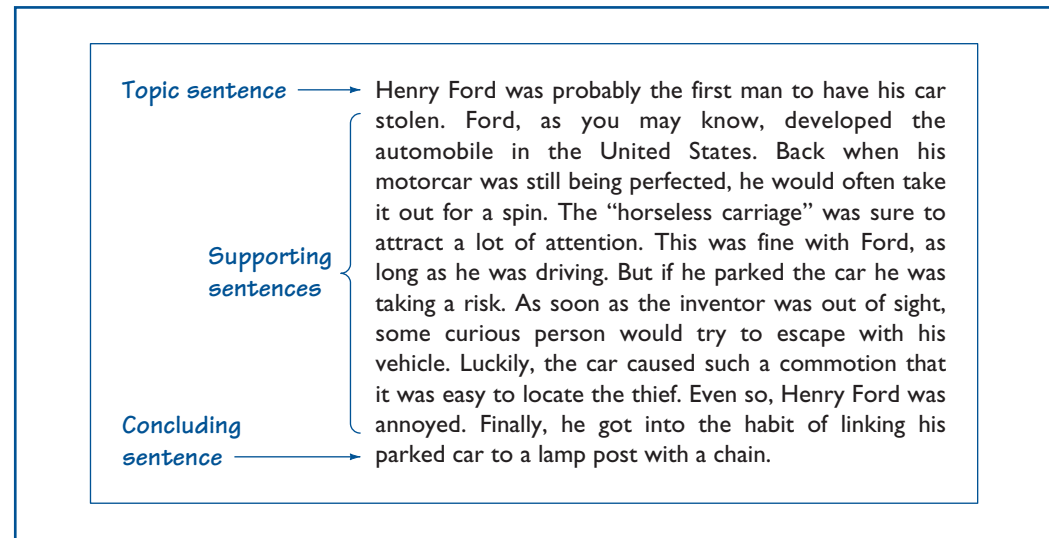 Topic sentence
Henry Ford was probably the first man to have his car
stolen. Ford, as you may know, developed the
automobile in the United States. Back when his
motorcar was still being perfected, he would often take
it out for a spin. The “horseless carriage” was sure to
attract a lot of attention. This was fine with Ford, as
long as he was driving. But if he parked the car he was
taking a risk. As soon as the inventor was out of sight,
some curious person would try to escape with his
vehicle. Luckily, the car caused such a commotion that
it was easy to locate the thief. Even so, Henry Ford was
annoyed. Finally, he got into the habit of linking his
parked car to a lamp post with a chain.
Supporting
sentences
Concluding
sentence